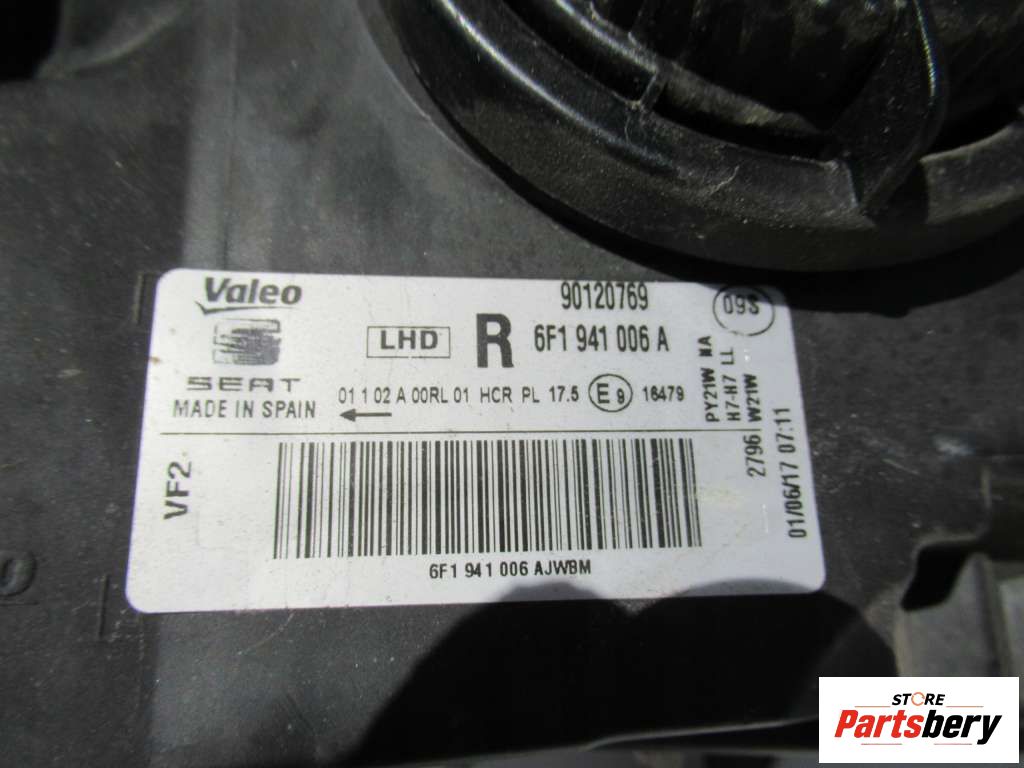 Valeo
SEAT
MADE IN SPAIN
LHD
R
90120769
6F1 941 006 A
09S
01 1 02 A 00RL 01 HCR PL 17.5 E9 16479
PY21W NA
H7-H7 LL
2796 W21W
01/06/17 07:11
VF2
6F1 941 006 AJWBM
STORE
Partsbery